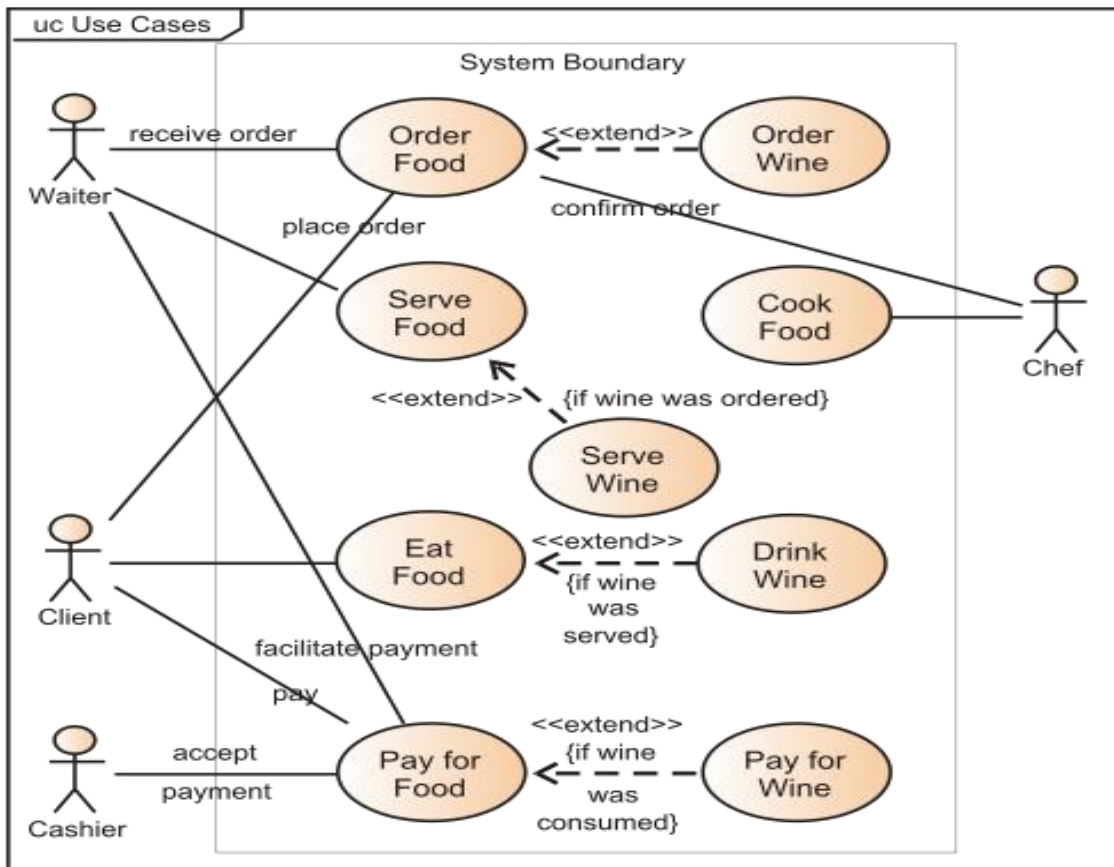 uc Use Cases
System Boundary
receive order
Order
Food
<<extend>>
Order
Wine
Waiter
place order
confirm order
Serve
Food
Cook
Food
Chef
<<extend>>
{if wine was ordered}
Serve
Wine
Client
Eat
Food
<<extend>>
{if wine
was
served}
Drink
Wine
facilitate payment
pay
accept
payment
Cashier
Pay for
Food
<<extend>>
{if wine
was
consumed}
Pay for
Wine